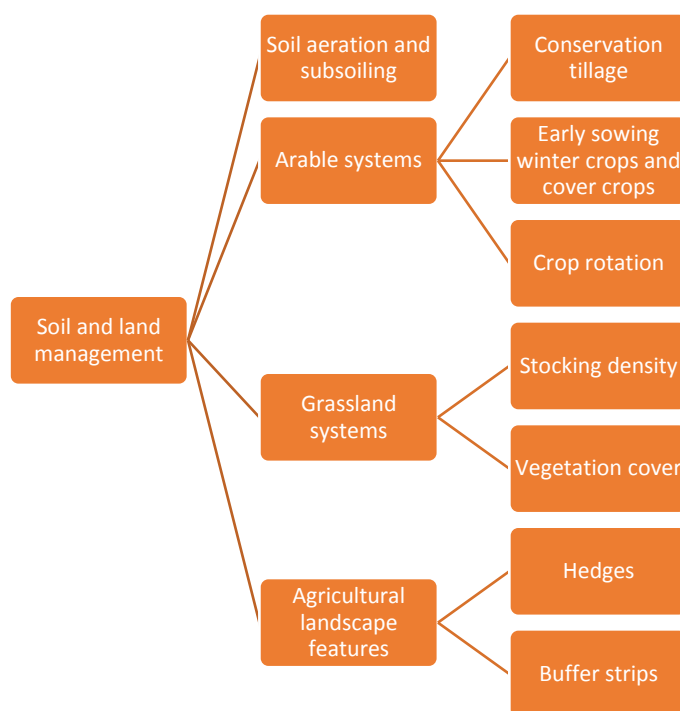 Soil and land
management
Soil aeration and
subsoiling
Arable systems
Conservation
tillage
Early sowing
winter crops and
cover crops
Crop rotation
Grassland
systems
Stocking density
Vegetation cover
Agricultural
landscape
features
Hedges
Buffer strips